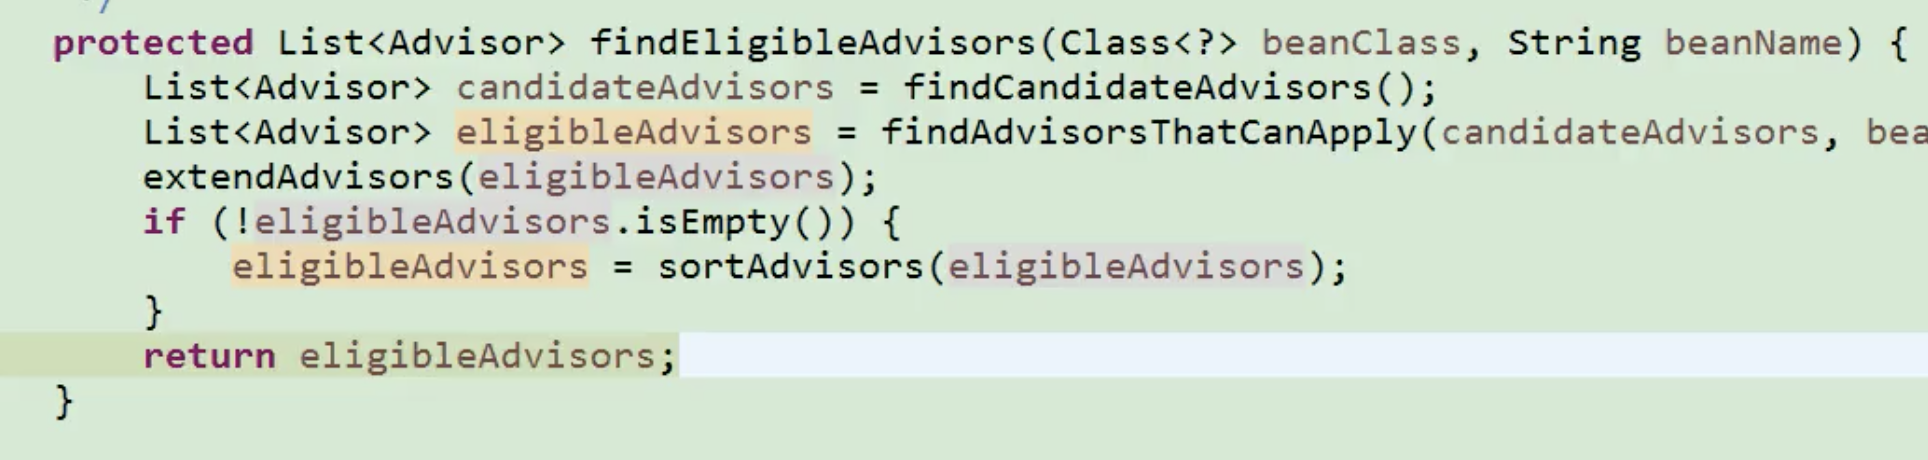 */
protected List<Advisor> findEligibleAdvisors(Class<?> beanClass, String beanName) {
List<Advisor> candidateAdvisors = findCandidateAdvisors();
List<Advisor> eligibleAdvisors = findAdvisorsThatCanApply(candidateAdvisors, bea
extendAdvisors(eligibleAdvisors);
if (!eligibleAdvisors.isEmpty()) {
eligibleAdvisors = sortAdvisors(eligibleAdvisors);
}
return eligibleAdvisors;
}